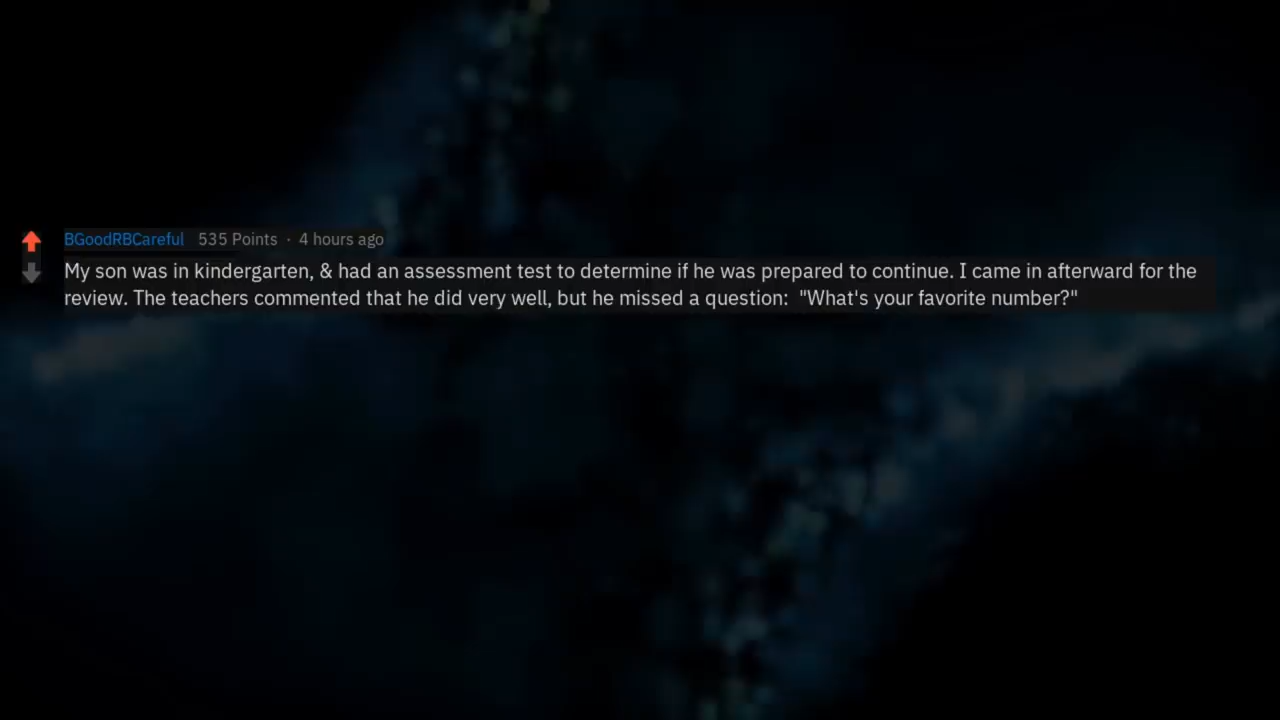 BGoodRBCareful 535 Points · 4 hours ago
My son was in kindergarten, & had an assessment test to determine if he was prepared to continue. I came in afterward for the
review. The teachers commented that he did very well, but he missed a question:  "What's your favorite number?"